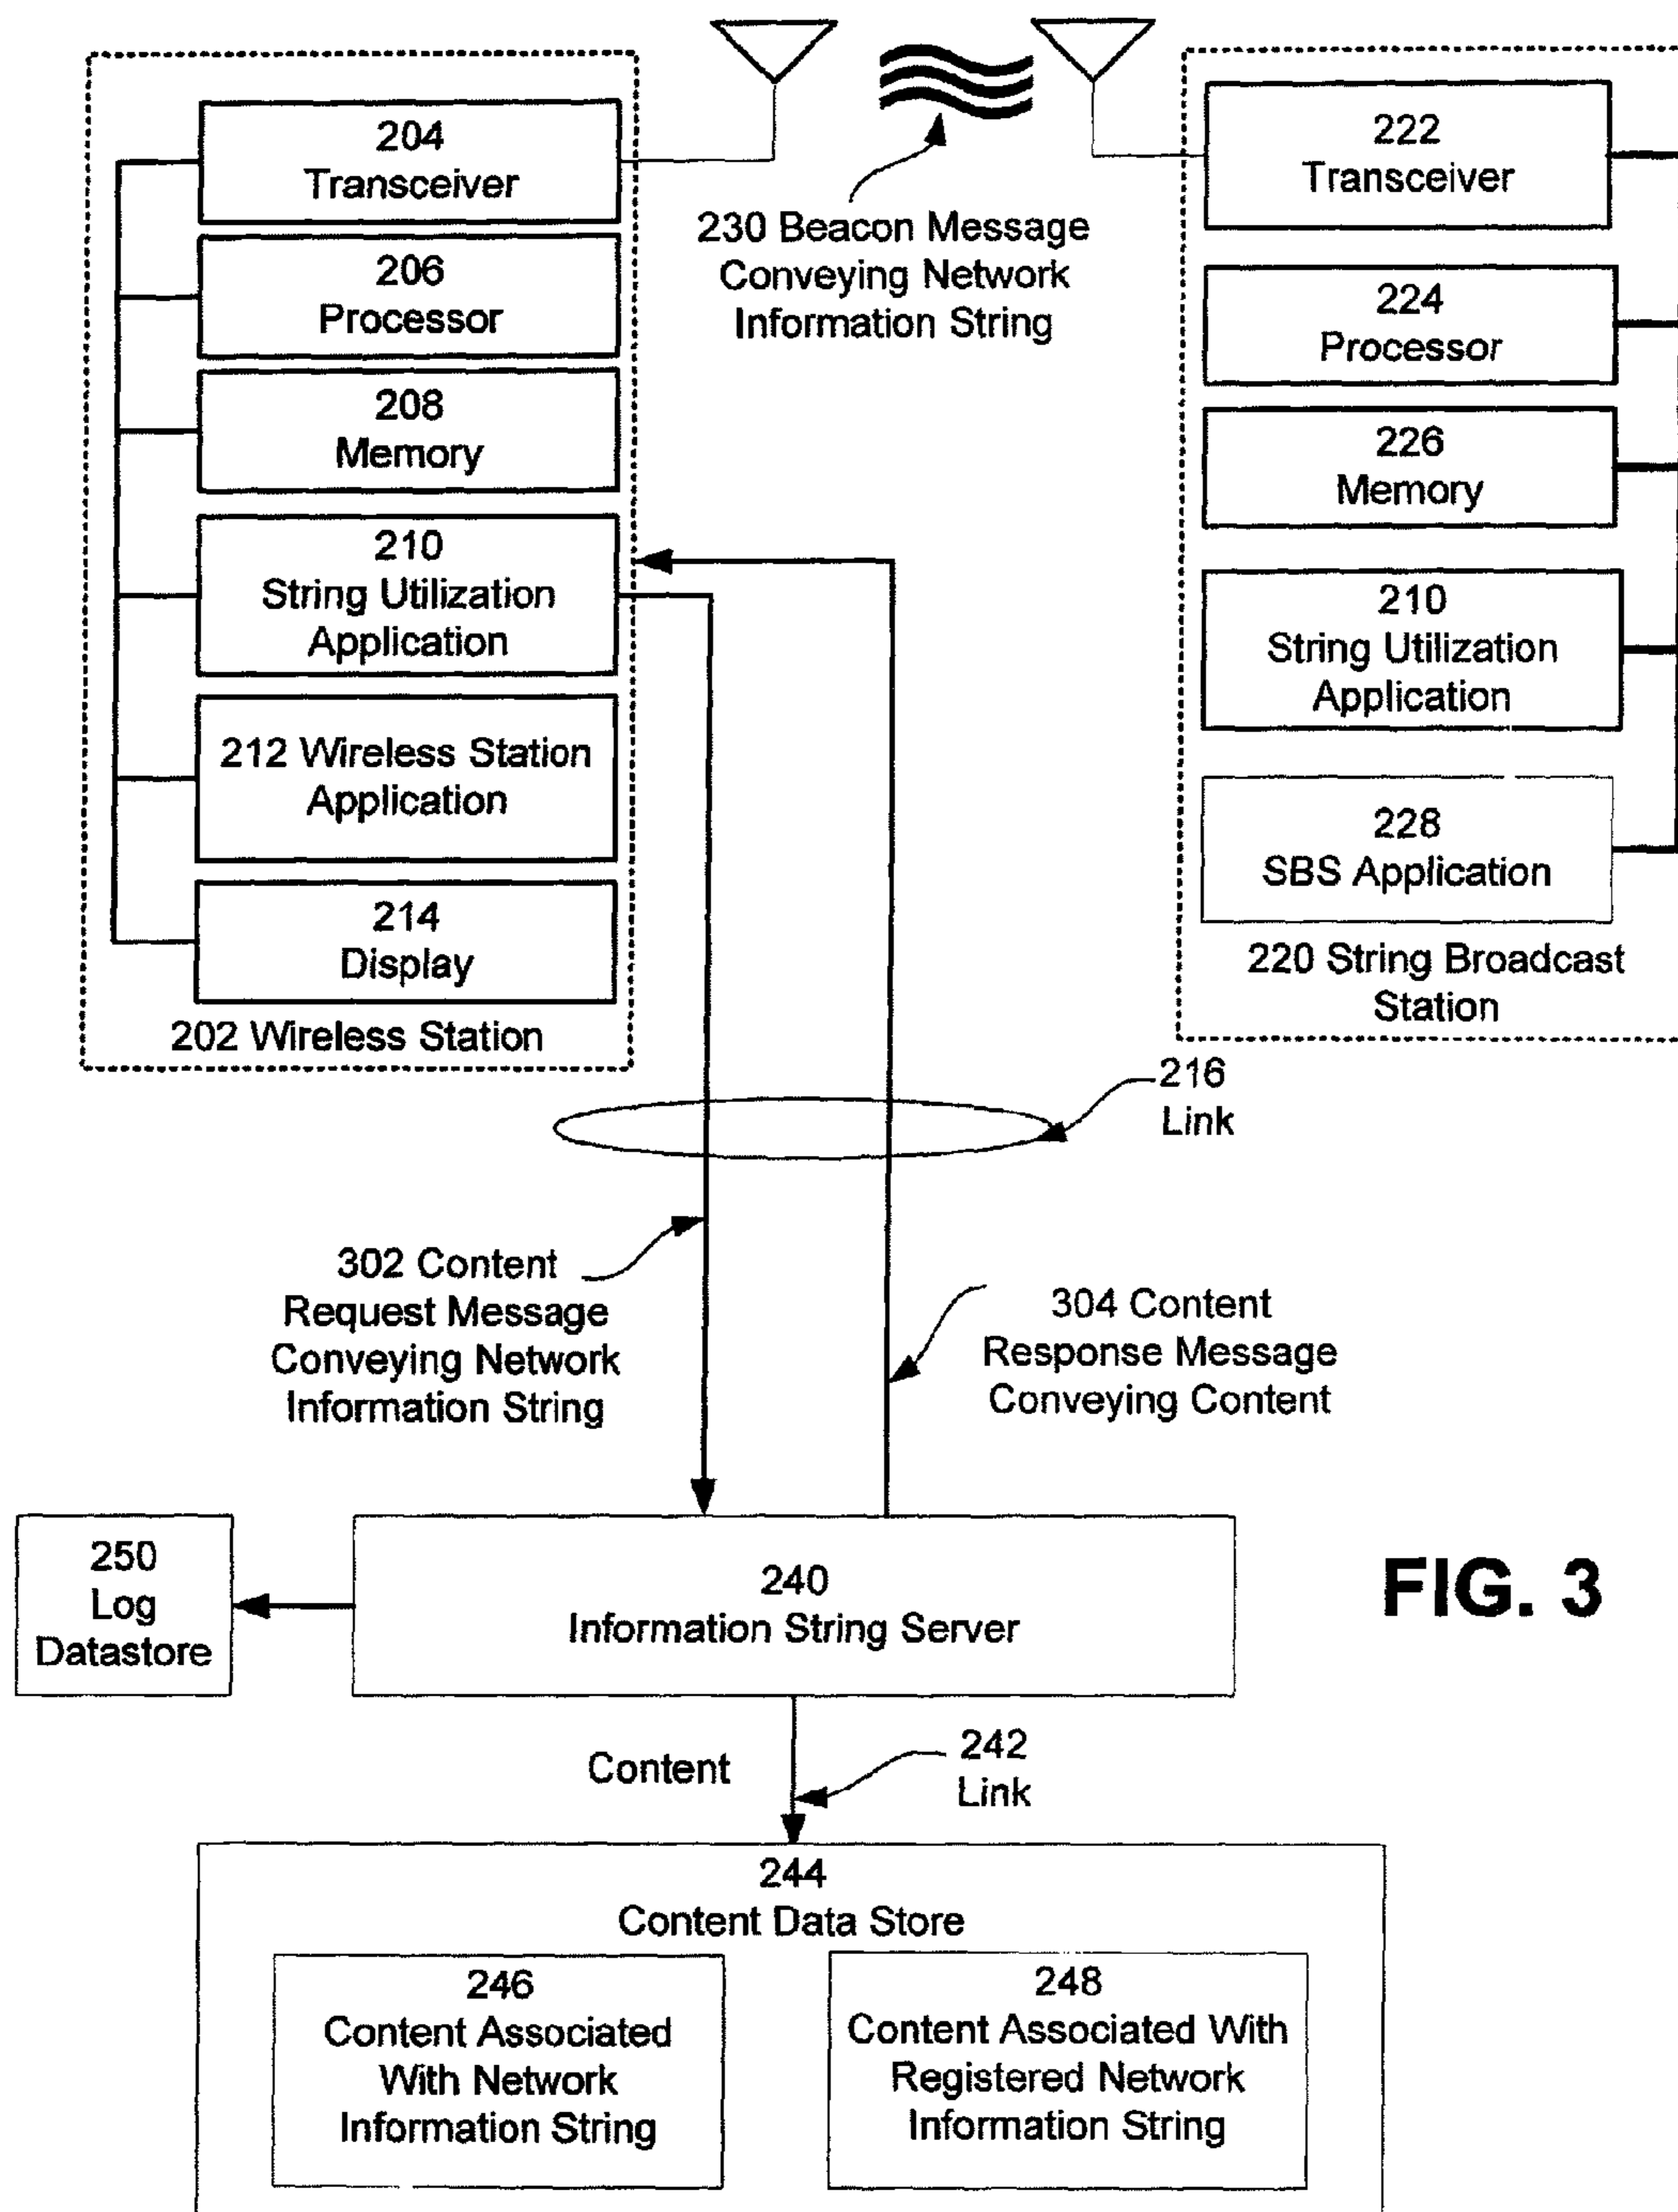 204
Transceiver
206
Processor
208
Memory
210
String Utilization
Application
212 Wireless Station
Application
214
Display
202 Wireless Station
230 Beacon Message
Conveying Network
Information String
222
Transceiver
224
Processor
226
Memory
210
String Utilization
Application
228
SBS Application
220 String Broadcast
Station
216
Link
302 Content
Request Message
Conveying Network
Information String
304 Content
Response Message
Conveying Content
250
Log
Datastore
240
Information String Server
FIG. 3
Content
242
Link
244
Content Data Store
246
Content Associated
With Network
Information String
248
Content Associated With
Registered Network
Information String